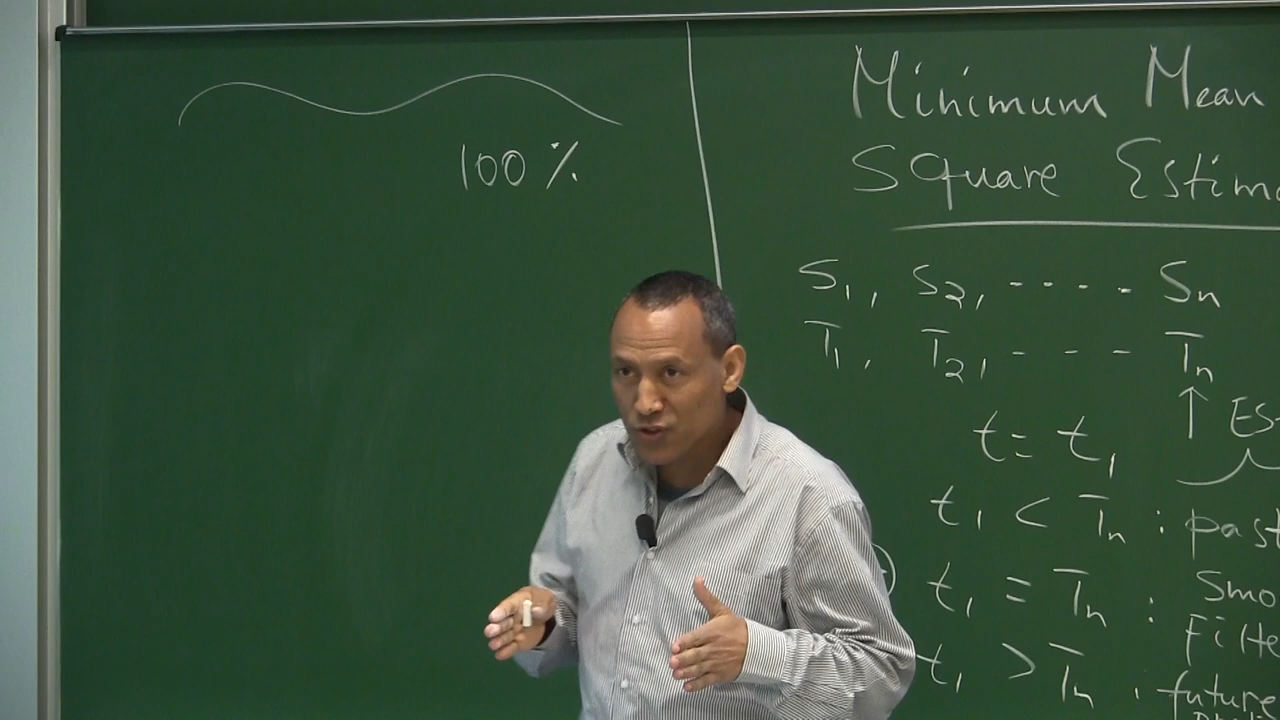 100 %
Minimum Mean
Square Estim
S1, S2, - - - - Sn
T1, T2, - - - Tn
↑ Es
t = t1
t1 < Tn : past
Smo
t1 = Tn :
Filte
t1 > Tn : future